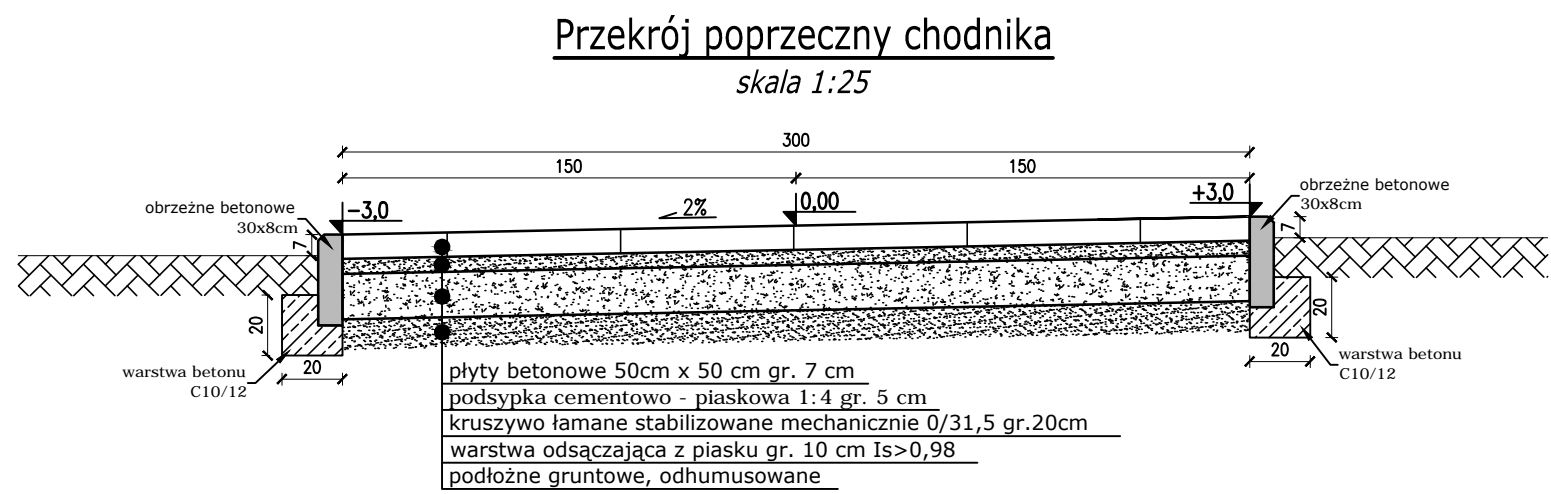 Przekrój poprzeczny chodnika
skala 1:25
300
150
150
-3,0
2%
0,00
+3,0
obrzeżne betonowe
30x8cm
obrzeżne betonowe
30x8cm
7
7
20
20
20
20
warstwa betonu
C10/12
warstwa betonu
C10/12
płyty betonowe 50cm x 50 cm gr. 7 cm
podsypka cementowo - piaskowa 1:4 gr. 5 cm
kruszywo łamane stabilizowane mechanicznie 0/31,5 gr.20cm
warstwa odsączająca z piasku gr. 10 cm Is>0,98
podłożne gruntowe, odhumusowane